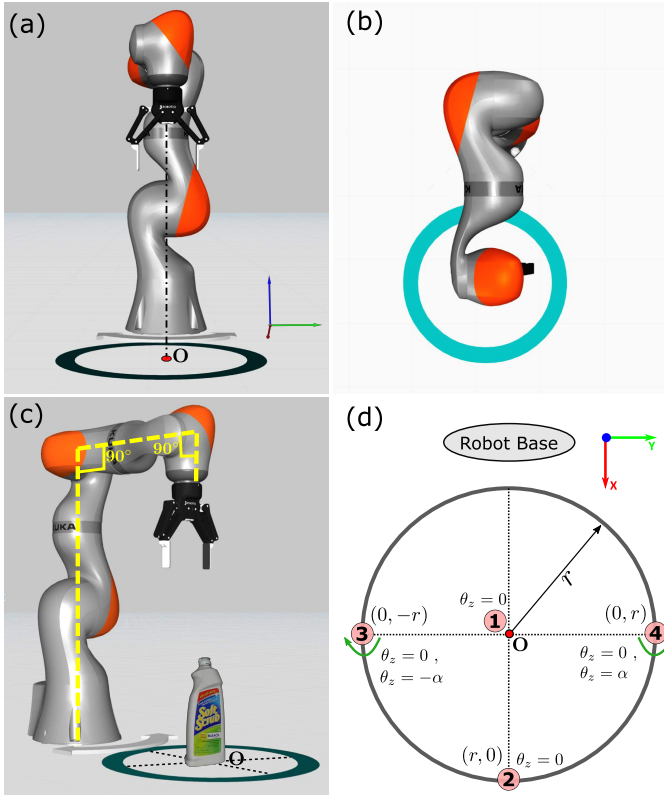 (a)
O
(b)
(c)
90°
90°
KUKA
Soft
Scrub
BLEACH
O
(d)
Robot Base
Y
X
r
θz = 0
1
O
(0, −r)
3
θz = 0 ,
θz = −α
(0, r)
4
θz = 0 ,
θz = α
(r, 0)
θz = 0
2